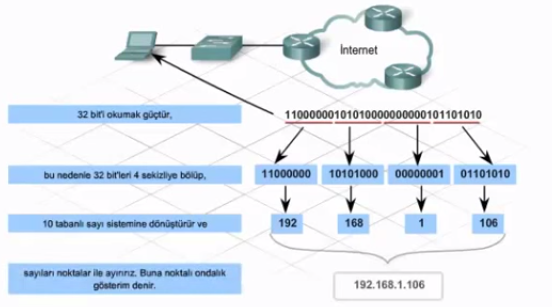 İnternet
32 bit'i okumak güçtür,
11000000101010000000000101101010
bu nedenle 32 bit'leri 4 sekizliye bölüp,
11000000 10101000 00000001 01101010
10 tabanlı sayı sistemine dönüştürür ve
192 168 1 106
sayıları noktalar ile ayırırız. Buna noktalı ondalık
gösterim denir.
192.168.1.106